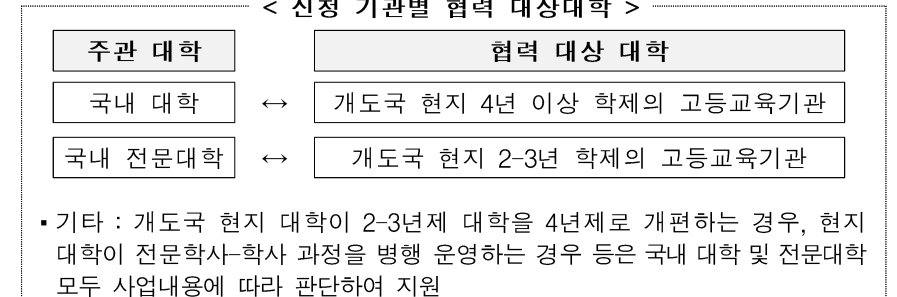 < 신청 기관별 협력 대상대학 >
주관 대학 협력 대상 대학
국내 대학 ↔ 개도국 현지 4년 이상 학제의 고등교육기관
국내 전문대학 ↔ 개도국 현지 2-3년 학제의 고등교육기관
▪ 기타 : 개도국 현지 대학이 2-3년제 대학을 4년제로 개편하는 경우, 현지
대학이 전문학사-학사 과정을 병행 운영하는 경우 등은 국내 대학 및 전문대학
모두 사업내용에 따라 판단하여 지원